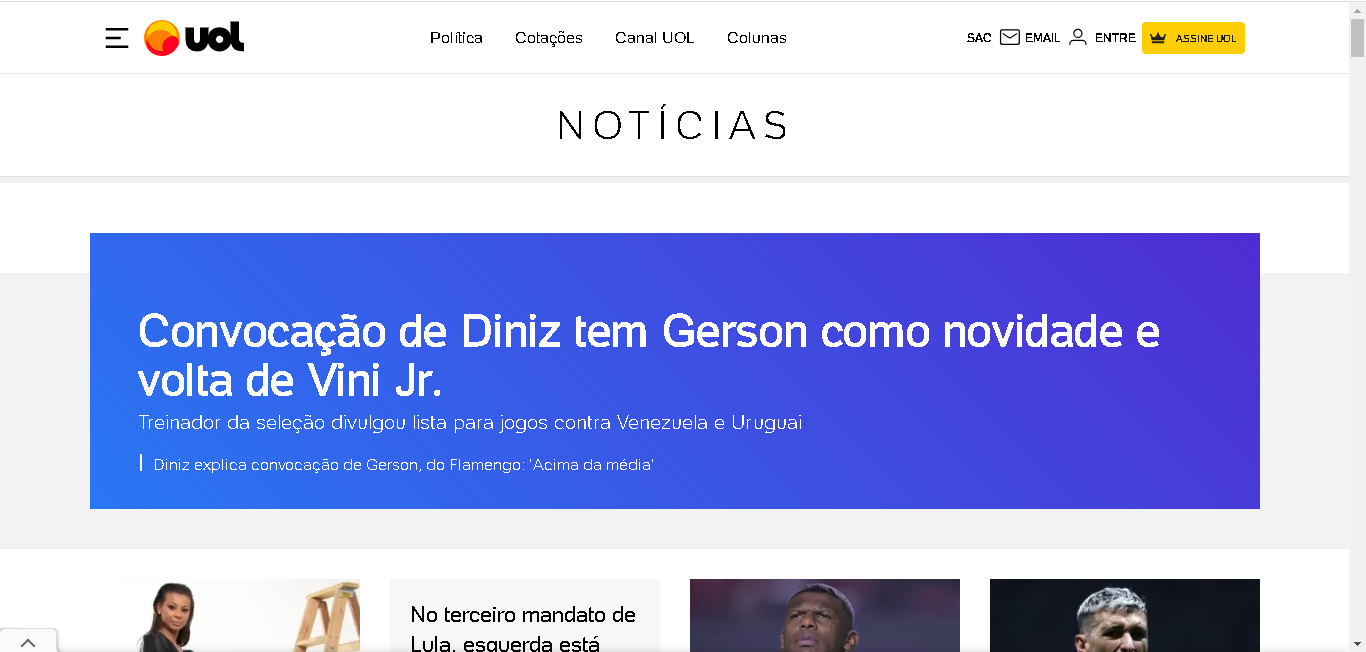 uol
Política Cotações Canal UOL Colunas
SAC EMAIL ENTRE ASSINE UOL
NOTÍCIAS
Convocação de Diniz tem Gerson como novidade e
volta de Vini Jr.
Treinador da seleção divulgou lista para jogos contra Venezuela e Uruguai
Diniz explica convocação de Gerson, do Flamengo: 'Acima da média'
No terceiro mandato de
Lula, esquerda está